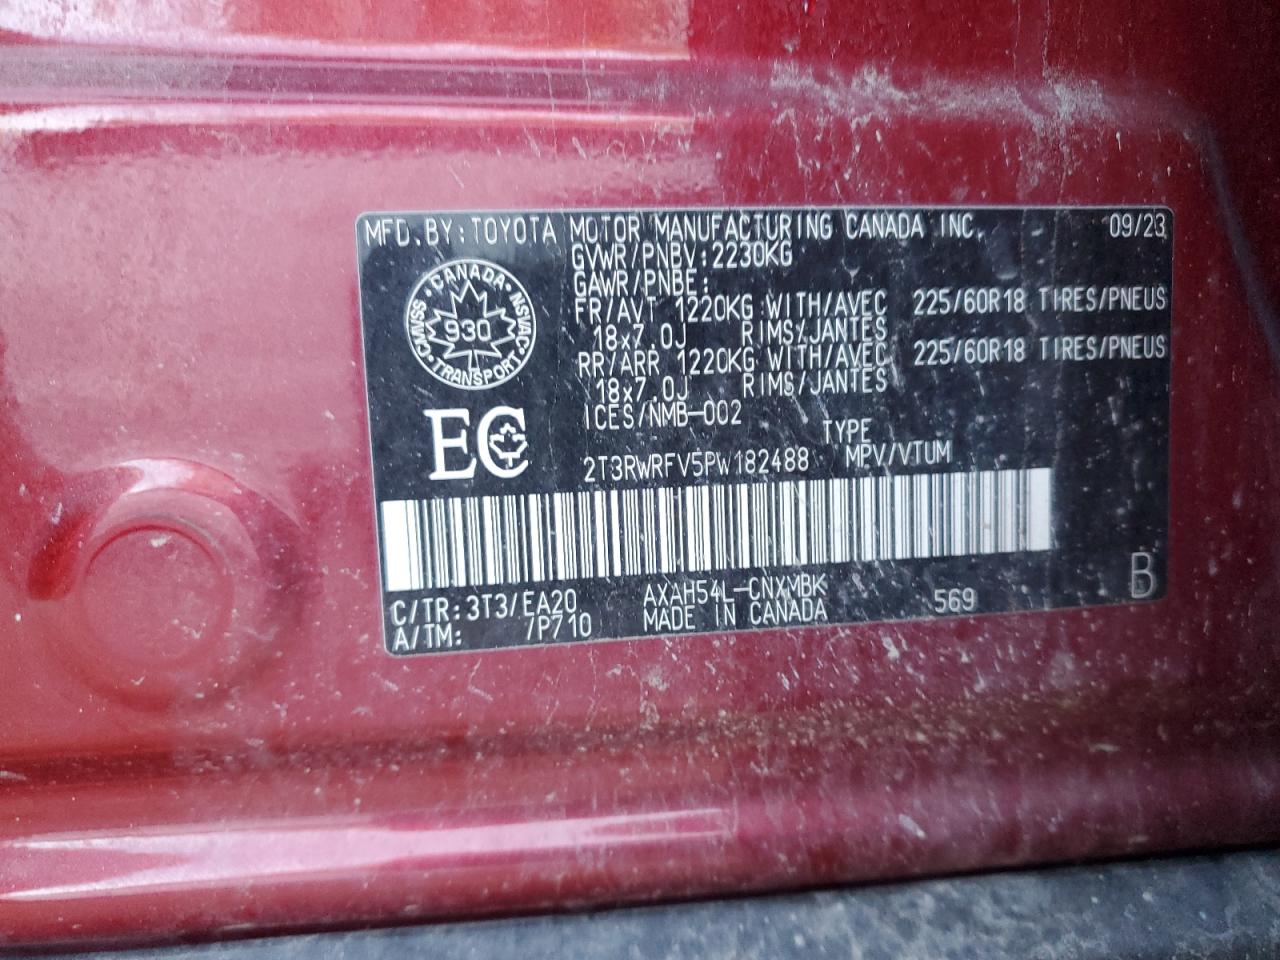 MFD. BY: TOYOTA MOTOR MANUFACTURING CANADA INC. 09/23
GVWR/PNBV: 2230KG
GAWR/PNBE:
FR/AVT 1220KG WITH/AVEC 225/60R18 TIRES/PNEUS
18x7.0J RIMS/JANTES
RR/ARR 1220KG WITH/AVEC 225/60R18 TIRES/PNEUS
18x7.0J RIMS/JANTES
ICES/NMB-002
CANADA
CMVSS NSVAC
930
TRANSPORT
EC
TYPE
2T3RWRFV5PW182488 MPV/VTUM
C/TR: 3T3/EA20 AXAH54L-CNXMBK
A/TM: /P710 MADE IN CANADA 569
B